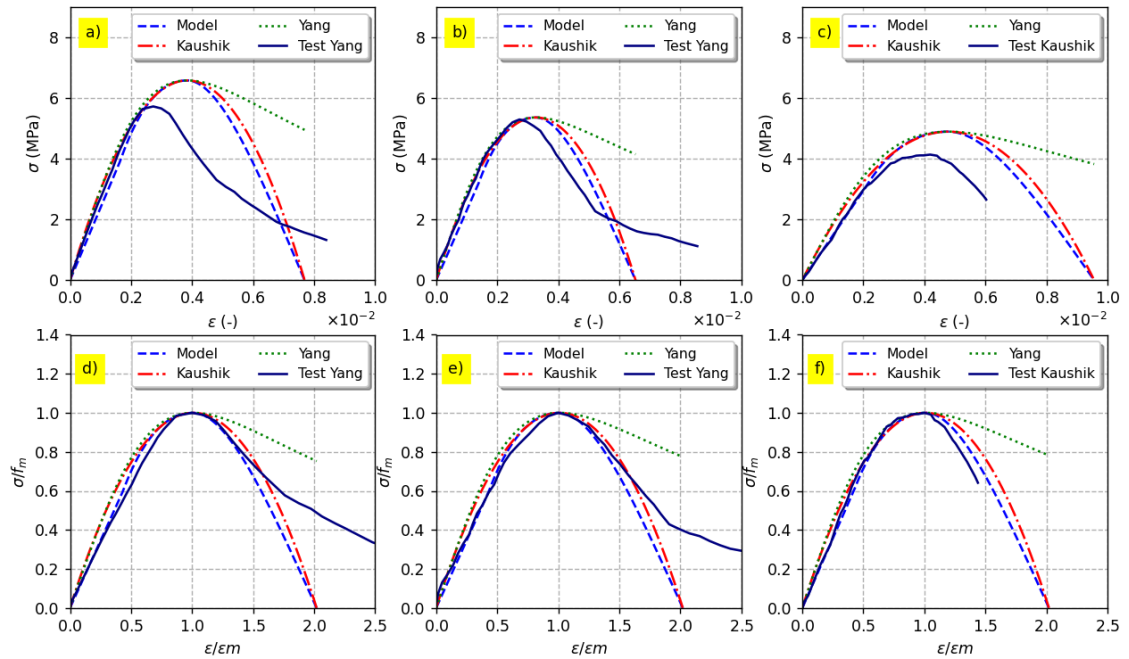 a)
Model
Kaushik
Yang
Test Yang
σ (MPa)
8
6
4
2
0
0.0 0.2 0.4 0.6 0.8 1.0
ε (-)
×10⁻²
b)
Model
Kaushik
Yang
Test Yang
σ (MPa)
8
6
4
2
0
0.0 0.2 0.4 0.6 0.8 1.0
ε (-)
×10⁻²
c)
Model
Kaushik
Yang
Test Kaushik
σ (MPa)
8
6
4
2
0
0.0 0.2 0.4 0.6 0.8 1.0
ε (-)
×10⁻²
d)
Model
Kaushik
Yang
Test Yang
σ/fm
1.4
1.2
1.0
0.8
0.6
0.4
0.2
0.0
0.0 0.5 1.0 1.5 2.0 2.5
ε/εm
e)
Model
Kaushik
Yang
Test Yang
σ/fm
1.4
1.2
1.0
0.8
0.6
0.4
0.2
0.0
0.0 0.5 1.0 1.5 2.0 2.5
ε/εm
f)
Model
Kaushik
Yang
Test Kaushik
σ/fm
1.4
1.2
1.0
0.8
0.6
0.4
0.2
0.0
0.0 0.5 1.0 1.5 2.0 2.5
ε/εm